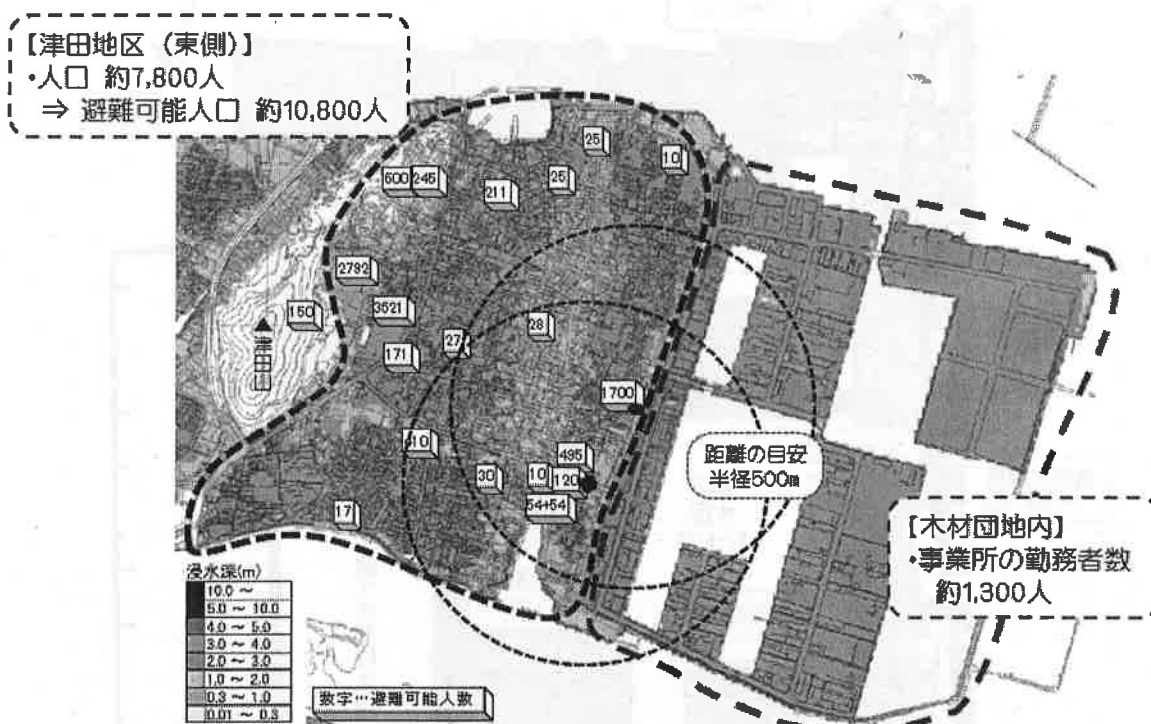 【津田地区（東側）】
・人口 約7,800人
⇒ 避難可能人口 約10,800人
25
10
600
245
211
25
2792
150
3521
27
28
171
▲津田山
1700
610
495
30
10
120
54+54
17
距離の目安
半径500m
【木材団地内】
・事業所の勤務者数
約1,300人
浸水深(m)
10.0 ～
5.0 ～ 10.0
4.0 ～ 5.0
3.0 ～ 4.0
2.0 ～ 3.0
1.0 ～ 2.0
0.3 ～ 1.0
0.01 ～ 0.3
数字…避難可能人数